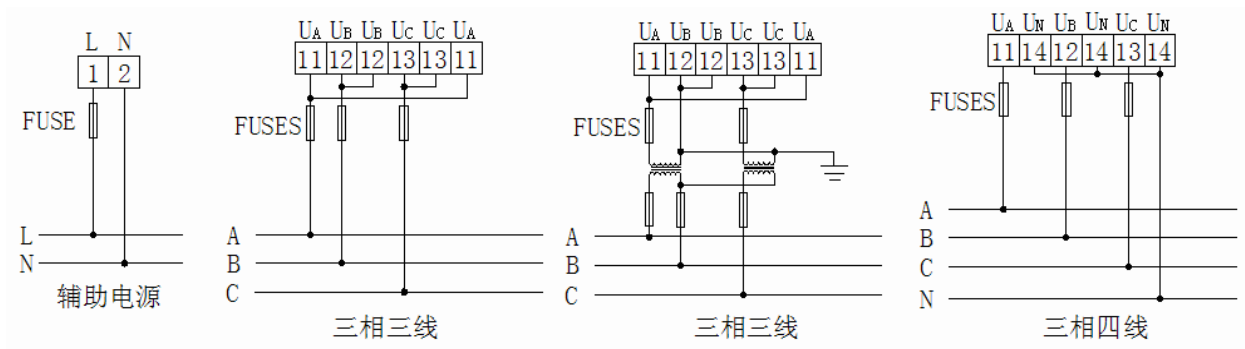 L N
1 2
FUSE
L
N
辅助电源
UA UB UB UC UC UA
11 12 12 13 13 11
FUSES
A
B
C
三相三线
UA UB UB UC UC UA
11 12 12 13 13 11
FUSES
A
B
C
三相三线
UA UN UB UN UC UN
11 14 12 14 13 14
FUSES
A
B
C
N
三相四线